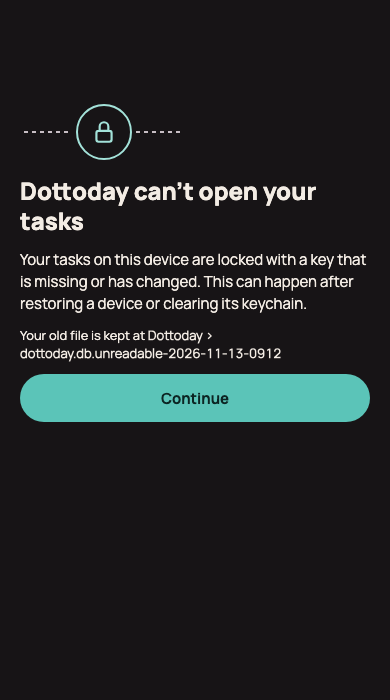 Dottoday can't open your
tasks
Your tasks on this device are locked with a key that
is missing or has changed. This can happen after
restoring a device or clearing its keychain.
Your old file is kept at Dottoday ›
dottoday.db.unreadable-2026-11-13-0912
Continue